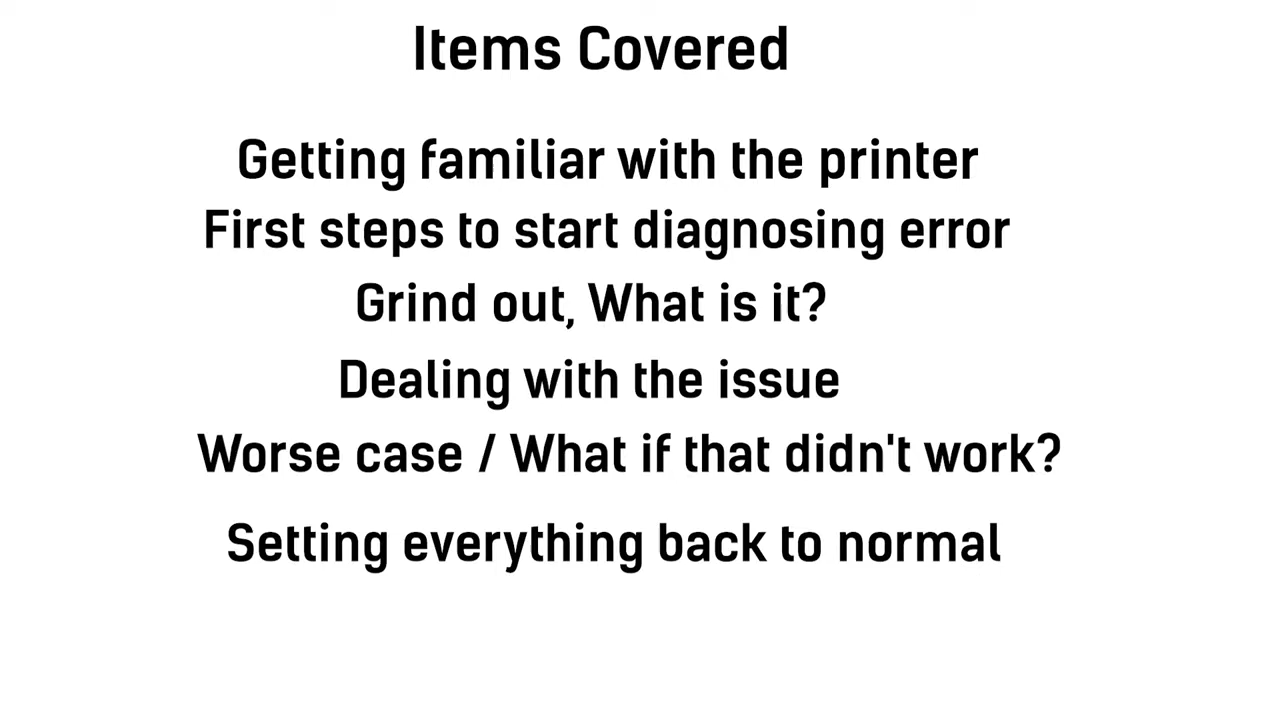 Items Covered
Getting familiar with the printer
First steps to start diagnosing error
Grind out, What is it?
Dealing with the issue
Worse case / What if that didn't work?
Setting everything back to normal